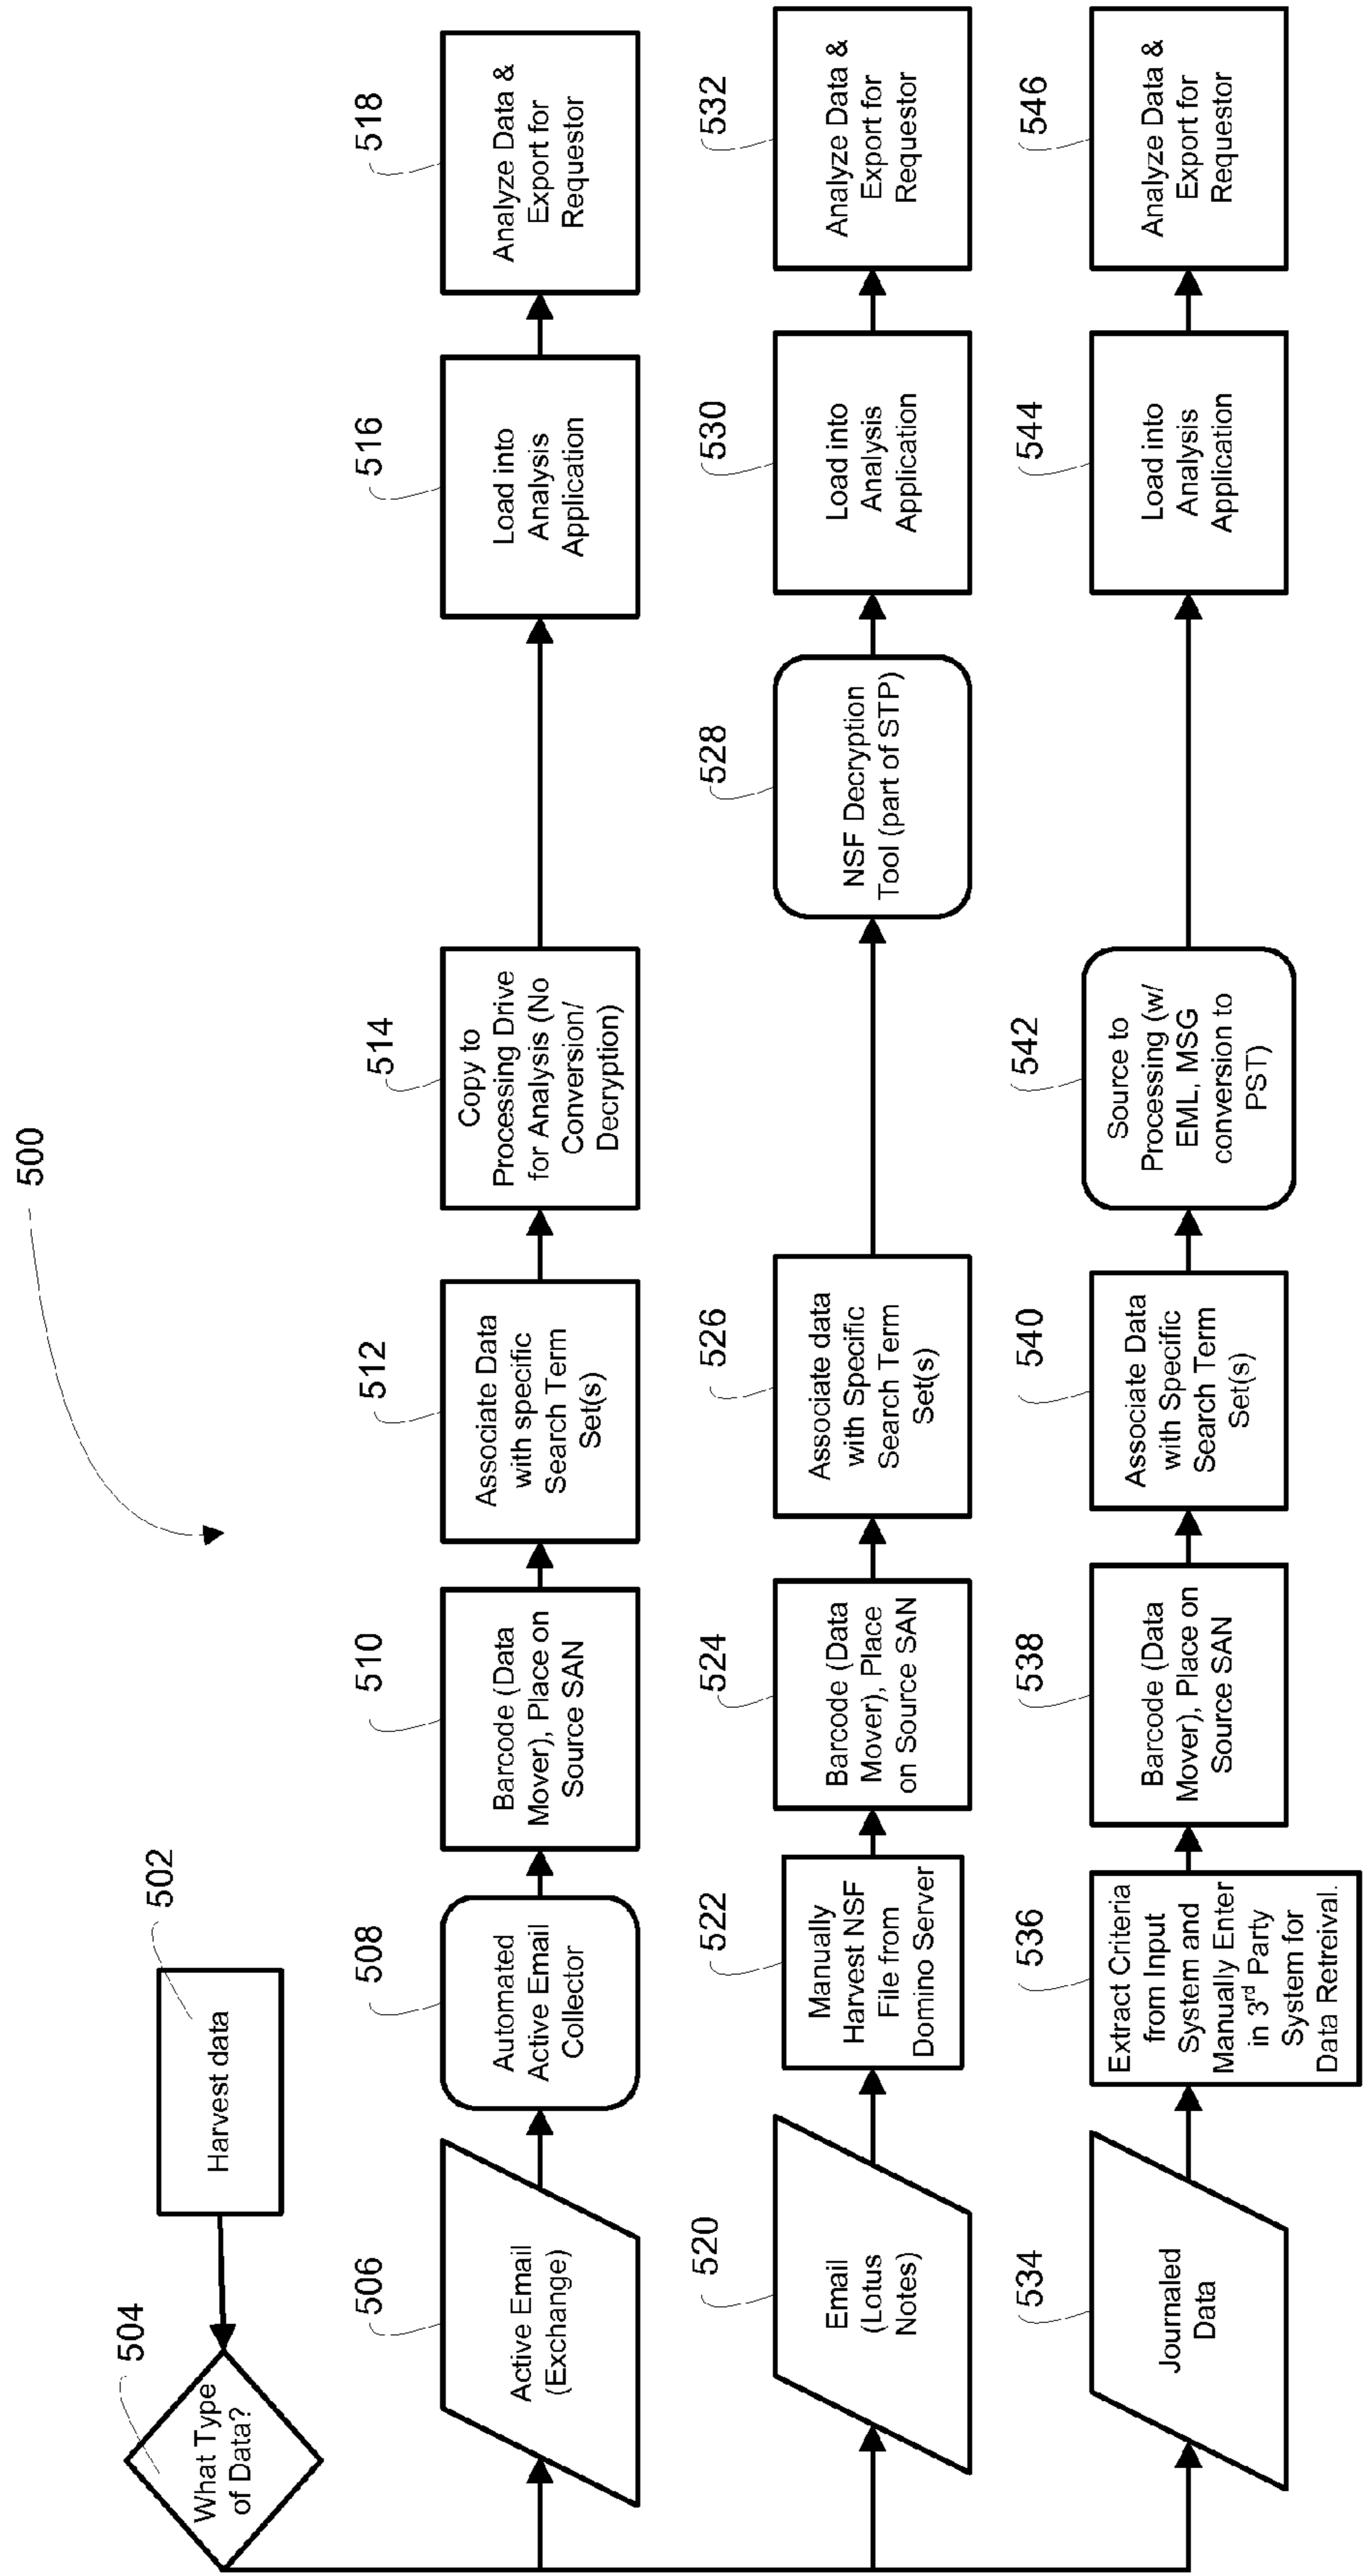 500
502
Harvest data
504
What Type
of Data?
506
Active Email
(Exchange)
508
Automated
Active Email
Collector
510
Barcode (Data
Mover), Place on
Source SAN
512
Associate Data
with specific
Search Term
Set(s)
514
Copy to
Processing Drive
for Analysis (No
Conversion/
Decryption)
516
Load into
Analysis
Application
518
Analyze Data &
Export for
Requestor
520
Email
(Lotus
Notes)
522
Manually
Harvest NSF
File from
Domino Server
524
Barcode (Data
Mover), Place
on Source SAN
526
Associate data
with Specific
Search Term
Set(s)
528
NSF Decryption
Tool (part of STP)
530
Load into
Analysis
Application
532
Analyze Data &
Export for
Requestor
534
Journaled
Data
536
Extract Criteria
from Input
System and
Manually Enter
in 3rd Party
System for
Data Retreival.
538
Barcode (Data
Mover), Place on
Source SAN
540
Associate Data
with Specific
Search Term
Set(s)
542
Source to
Processing (w/
EML, MSG
conversion to
PST)
544
Load into
Analysis
Application
546
Analyze Data &
Export for
Requestor